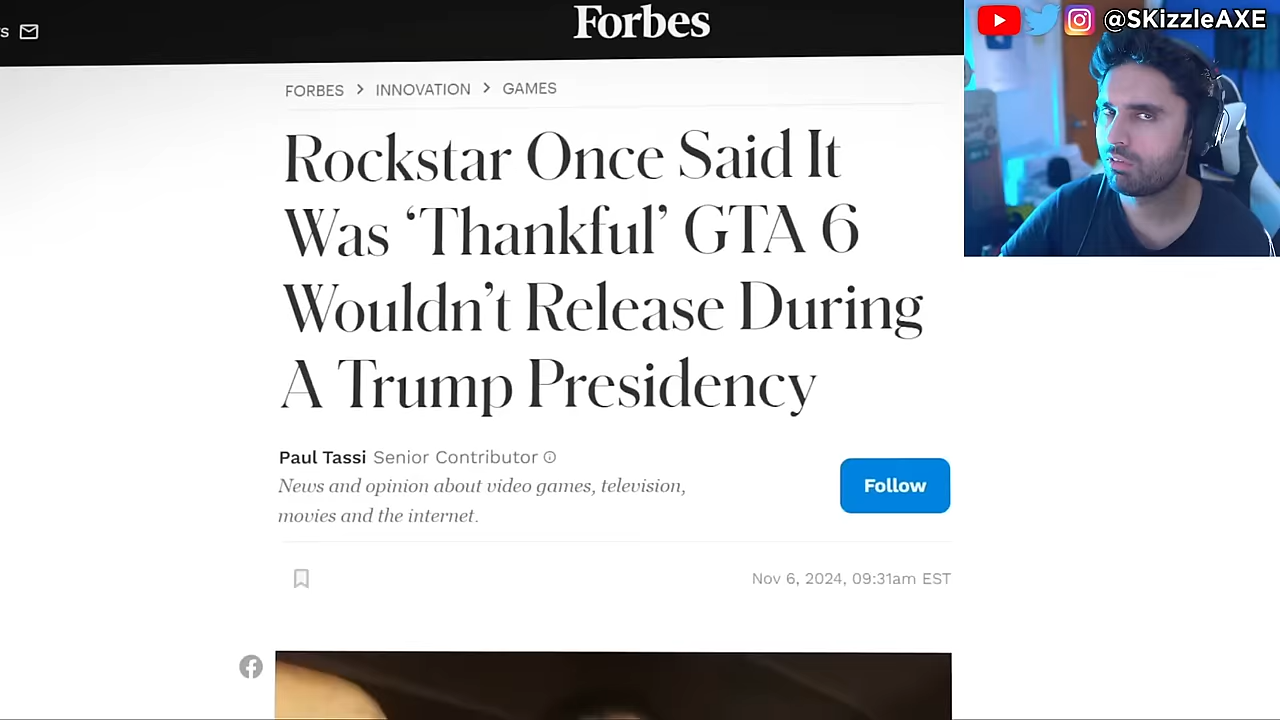 Forbes
@SKizzleAXE
s
FORBES > INNOVATION > GAMES
Rockstar Once Said It
Was ‘Thankful’ GTA 6
Wouldn’t Release During
A Trump Presidency
Paul Tassi Senior Contributor
News and opinion about video games, television,
movies and the internet.
Follow
Nov 6, 2024, 09:31am EST